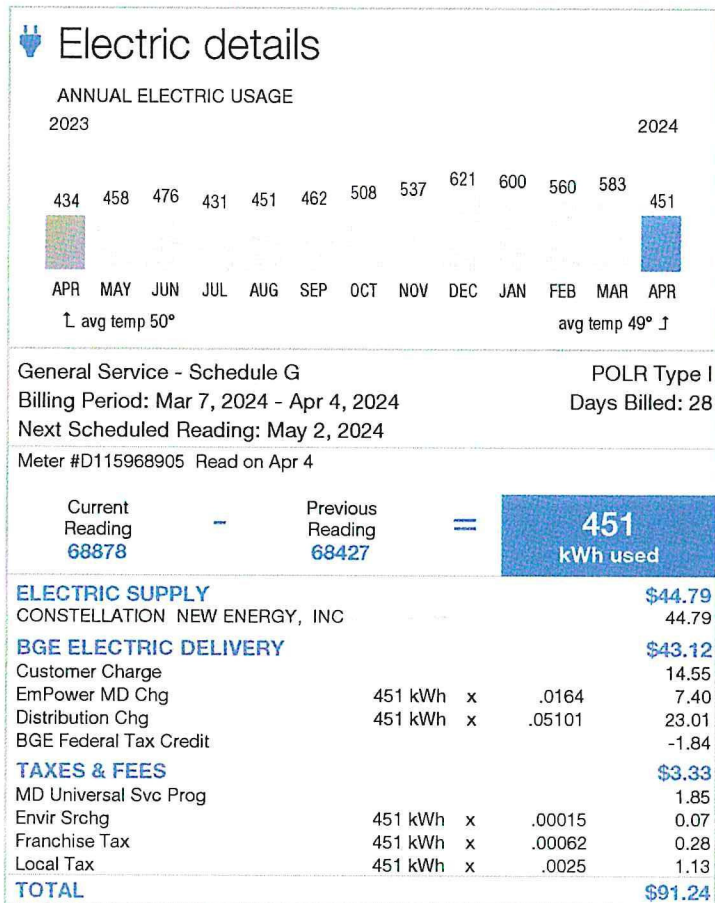 Electric details
ANNUAL ELECTRIC USAGE
2023 2024
434 458 476 431 451 462 508 537 621 600 560 583 451
APR MAY JUN JUL AUG SEP OCT NOV DEC JAN FEB MAR APR
avg temp 50° avg temp 49°
General Service - Schedule G POLR Type I
Billing Period: Mar 7, 2024 - Apr 4, 2024 Days Billed: 28
Next Scheduled Reading: May 2, 2024
Meter #D115968905 Read on Apr 4
Current Reading 68878 - Previous Reading 68427 = 451 kWh used
ELECTRIC SUPPLY $44.79
CONSTELLATION NEW ENERGY, INC 44.79
BGE ELECTRIC DELIVERY $43.12
Customer Charge 14.55
EmPower MD Chg 451 kWh x .0164 7.40
Distribution Chg 451 kWh x .05101 23.01
BGE Federal Tax Credit -1.84
TAXES & FEES $3.33
MD Universal Svc Prog 1.85
Envir Srchg 451 kWh x .00015 0.07
Franchise Tax 451 kWh x .00062 0.28
Local Tax 451 kWh x .0025 1.13
TOTAL $91.24